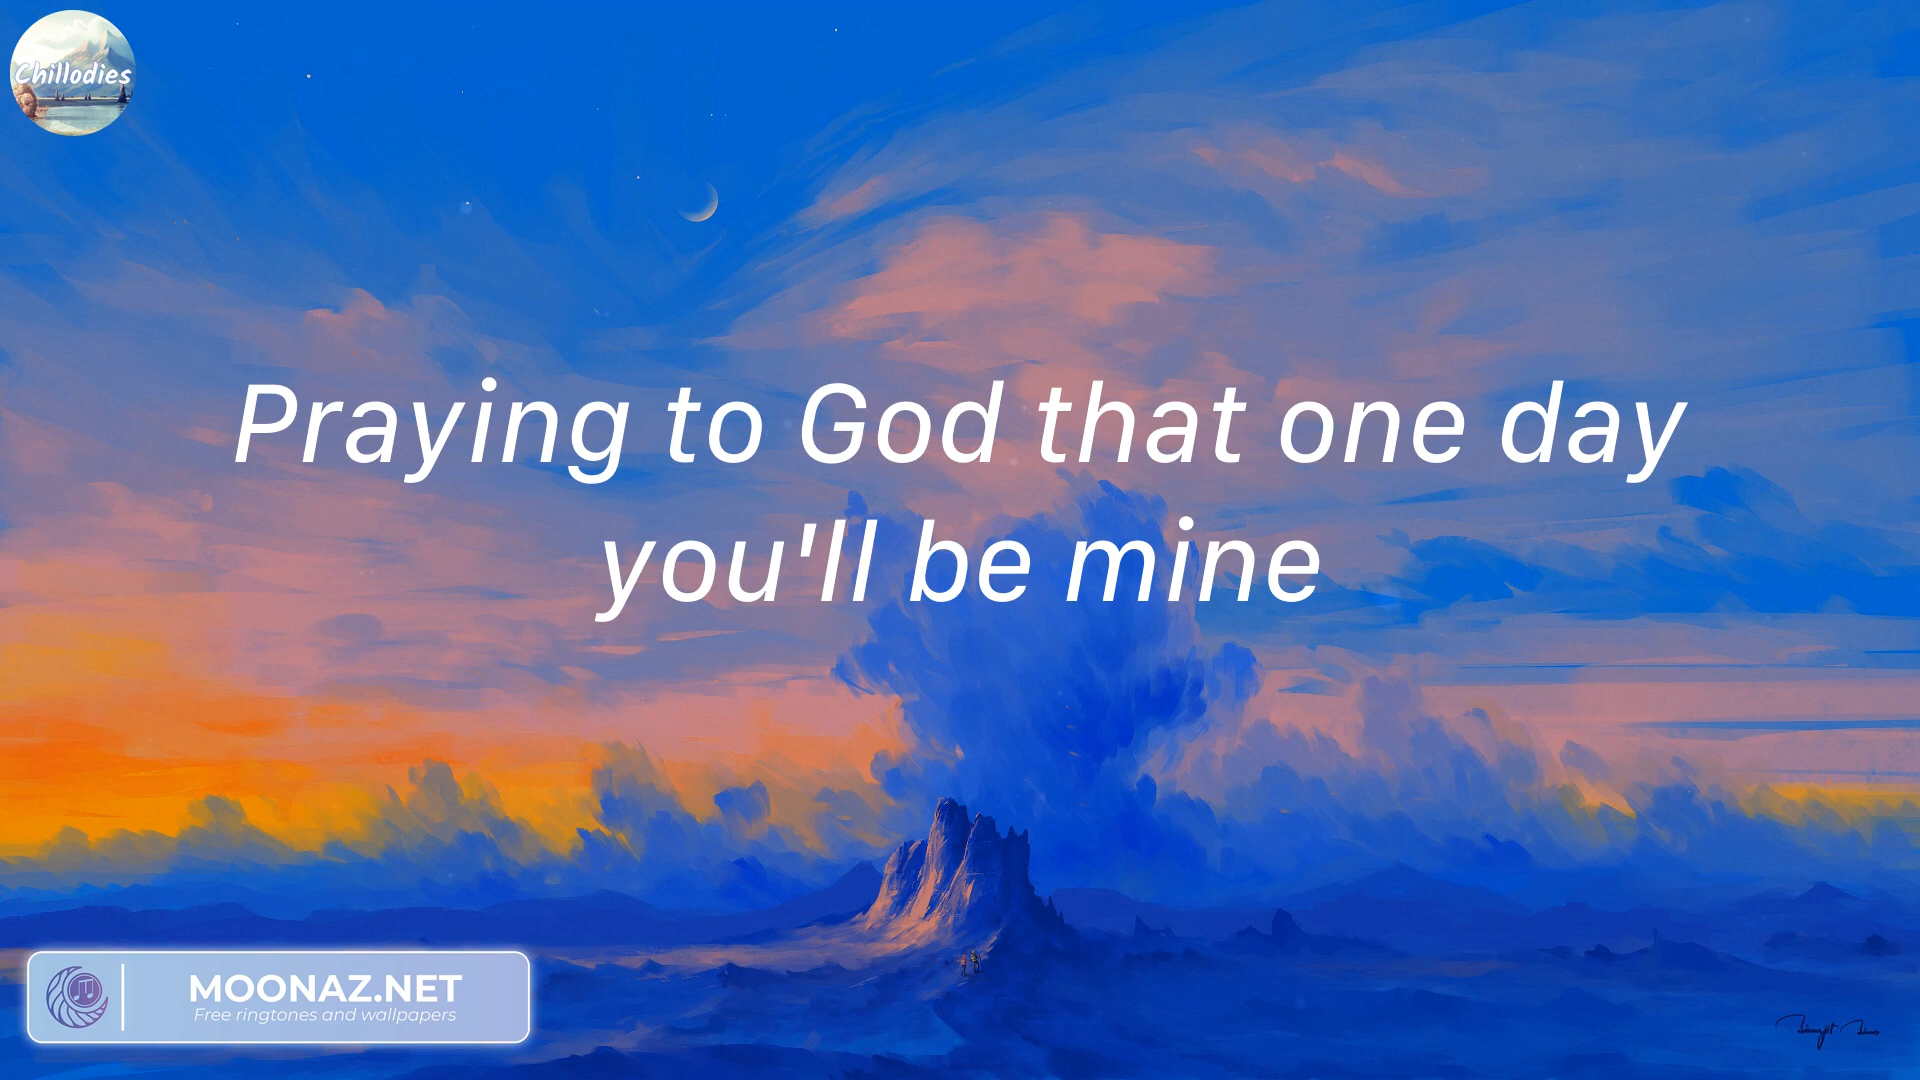 Chillodies
Praying to God that one day
you'll be mine
MOONAZ.NET
Free ringtones and wallpapers